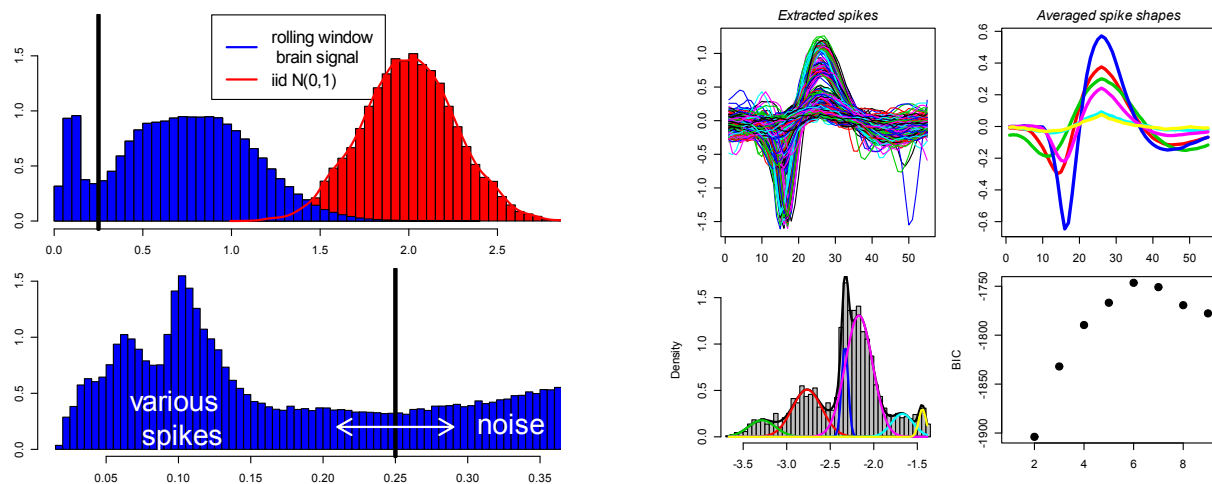 rolling window
brain signal
iid N(0,1)
0.0 0.5 1.0 1.5
0.0 0.5 1.0 1.5 2.0 2.5
various
spikes
noise
0.0 0.5 1.0 1.5
0.05 0.10 0.15 0.20 0.25 0.30 0.35
Extracted spikes
-1.5 -1.0 -0.5 0.0 0.5 1.0
0 10 20 30 40 50
Averaged spike shapes
-0.6 -0.4 -0.2 0.0 0.2 0.4 0.6
0 10 20 30 40 50
Density
0.0 0.5 1.0 1.5
-3.5 -3.0 -2.5 -2.0 -1.5
BIC
-1900 -1850 -1800 -1750
2 4 6 8